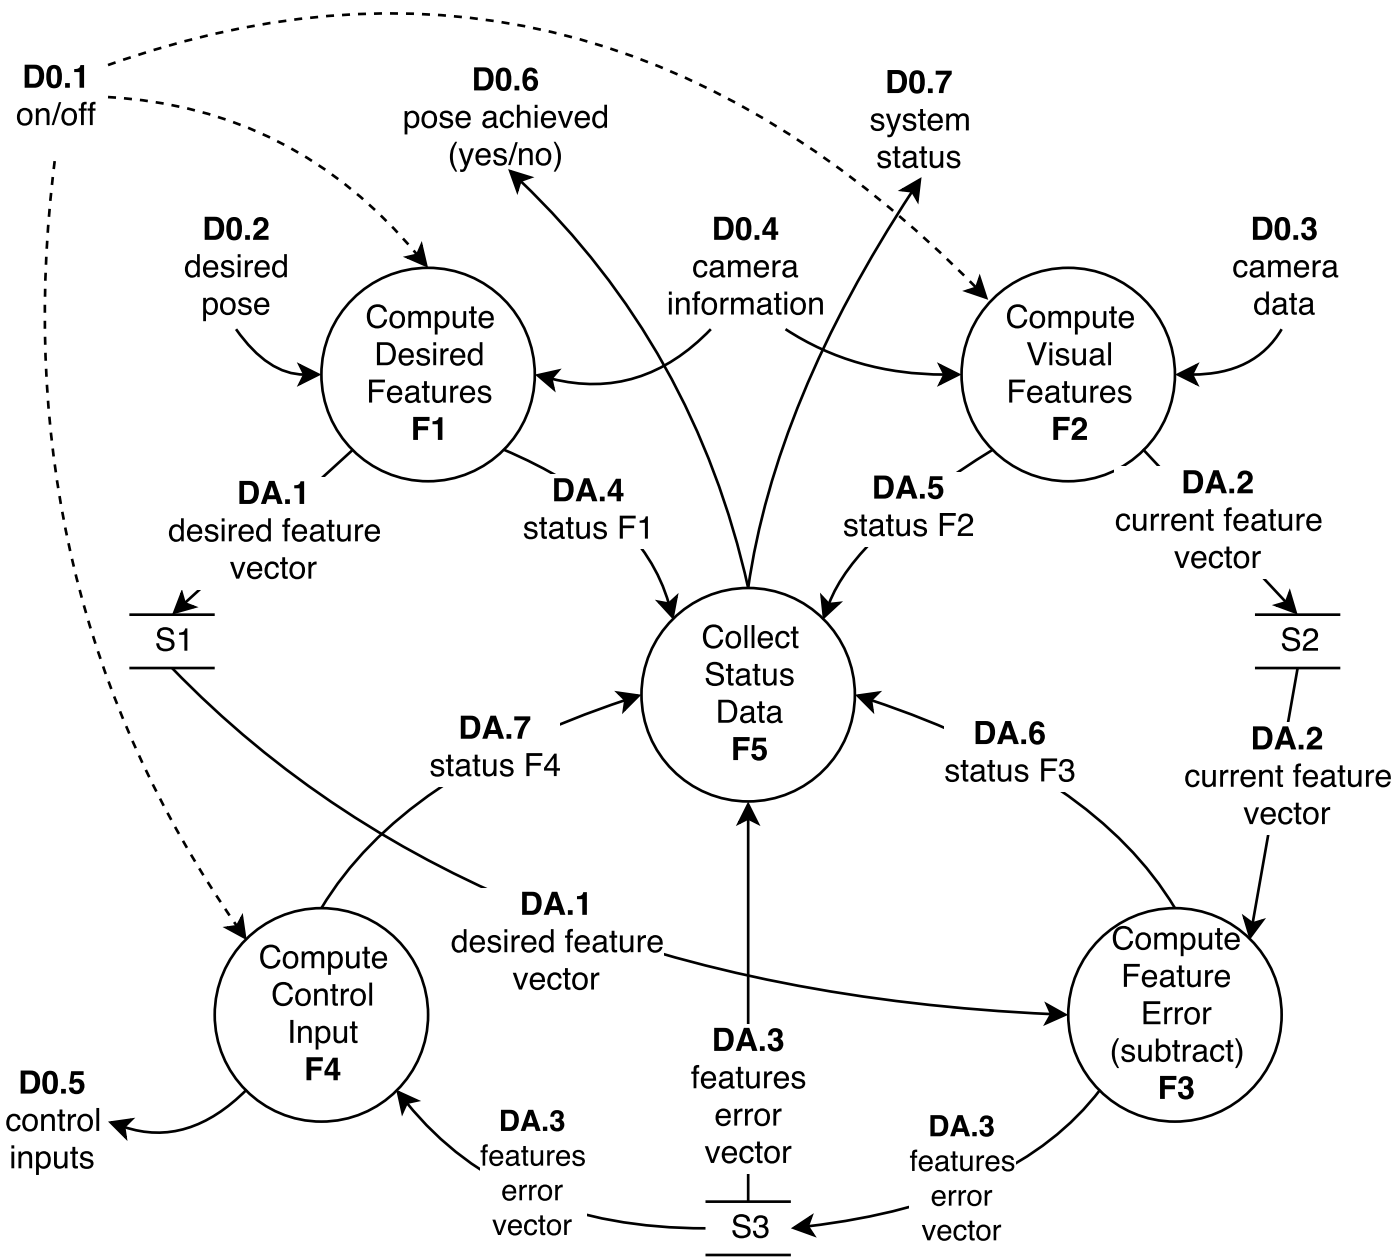 D0.1
on/off
D0.6
pose achieved
(yes/no)
D0.7
system
status
D0.2
desired
pose
D0.4
camera
information
D0.3
camera
data
Compute
Desired
Features
F1
Compute
Visual
Features
F2
DA.1
desired feature
vector
DA.4
status F1
DA.5
status F2
DA.2
current feature
vector
S1
Collect
Status
Data
F5
S2
DA.7
status F4
DA.6
status F3
DA.2
current feature
vector
DA.1
desired feature
vector
Compute
Control
Input
F4
Compute
Feature
Error
(subtract)
F3
DA.3
features
error
vector
D0.5
control
inputs
DA.3
features
error
vector
DA.3
features
error
vector
S3